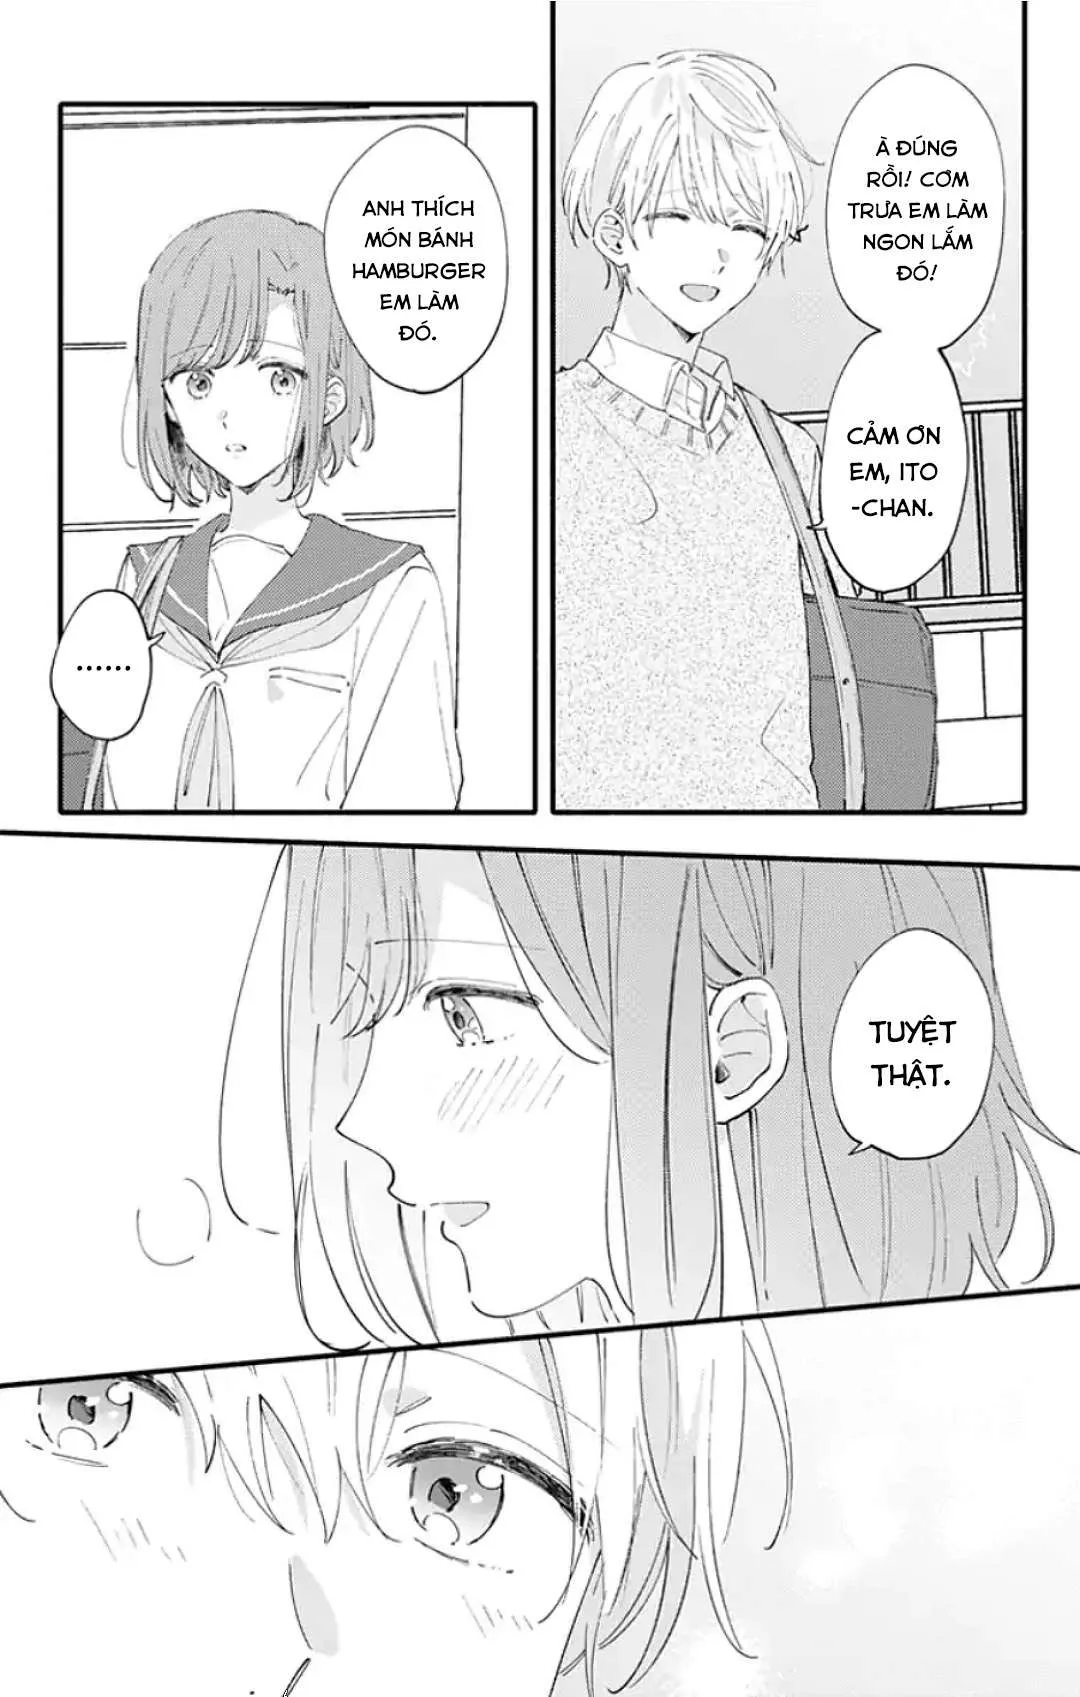 À ĐÚNG
RỒI! CƠM
TRƯA EM LÀM
NGON LẮM
ĐÓ!
CẢM ƠN
EM, ITO
-CHAN.
ANH THÍCH
MÓN BÁNH
HAMBURGER
EM LÀM
ĐÓ.
......
TUYỆT
THẬT.